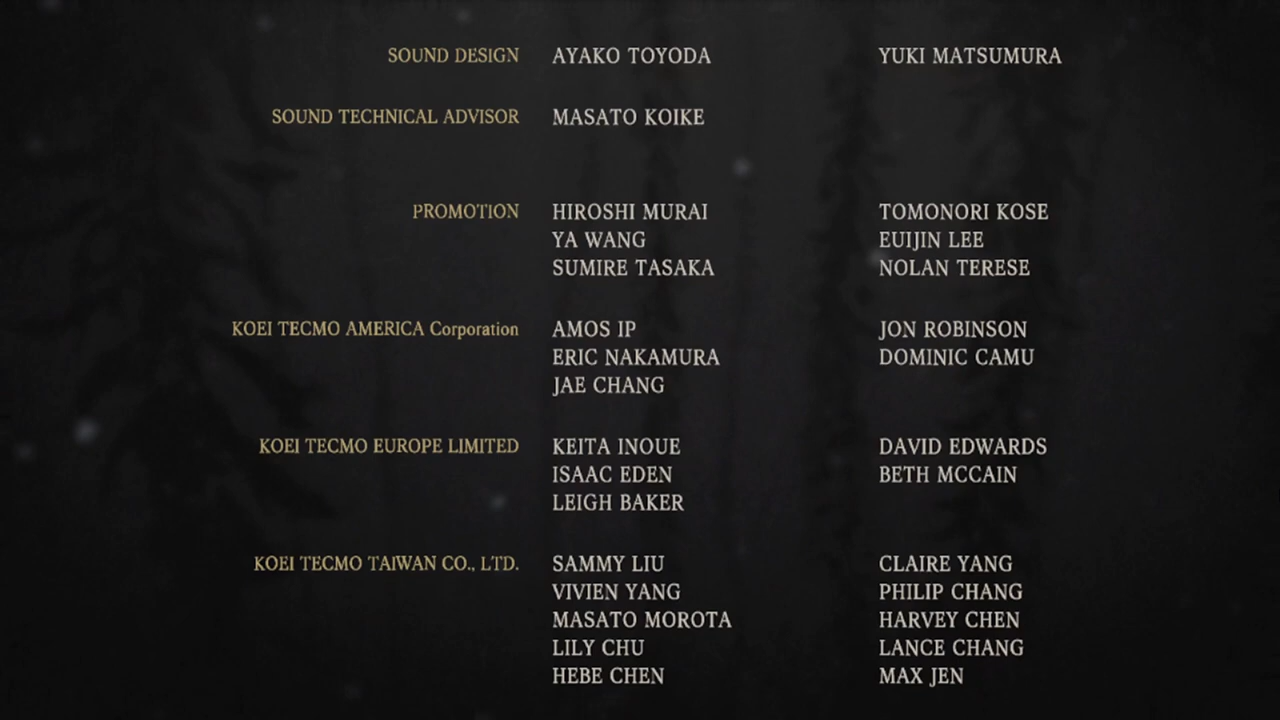 SOUND DESIGN AYAKO TOYODA YUKI MATSUMURA
SOUND TECHNICAL ADVISOR MASATO KOIKE
PROMOTION HIROSHI MURAI TOMONORI KOSE
YA WANG EUIJIN LEE
SUMIRE TASAKA NOLAN TERESE
KOEI TECMO AMERICA Corporation AMOS IP JON ROBINSON
ERIC NAKAMURA DOMINIC CAMU
JAE CHANG
KOEI TECMO EUROPE LIMITED KEITA INOUE DAVID EDWARDS
ISAAC EDEN BETH MCCAIN
LEIGH BAKER
KOEI TECMO TAIWAN CO., LTD. SAMMY LIU CLAIRE YANG
VIVIEN YANG PHILIP CHANG
MASATO MOROTA HARVEY CHEN
LILY CHU LANCE CHANG
HEBE CHEN MAX JEN